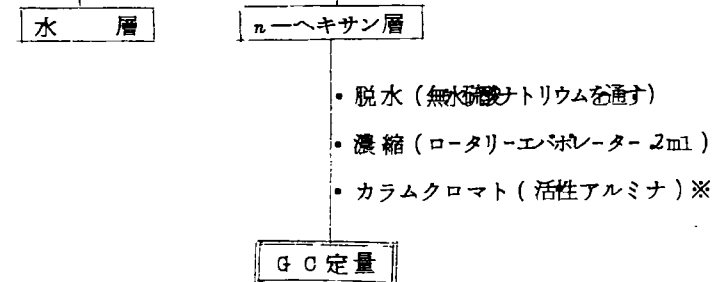 水 層
n—ヘキサン層
・脱水（無水硫酸ナトリウムを通す）
・濃縮（ロータリーエバポレーター 2ml）
・カラムクロマト（活性アルミナ）※
GC定量